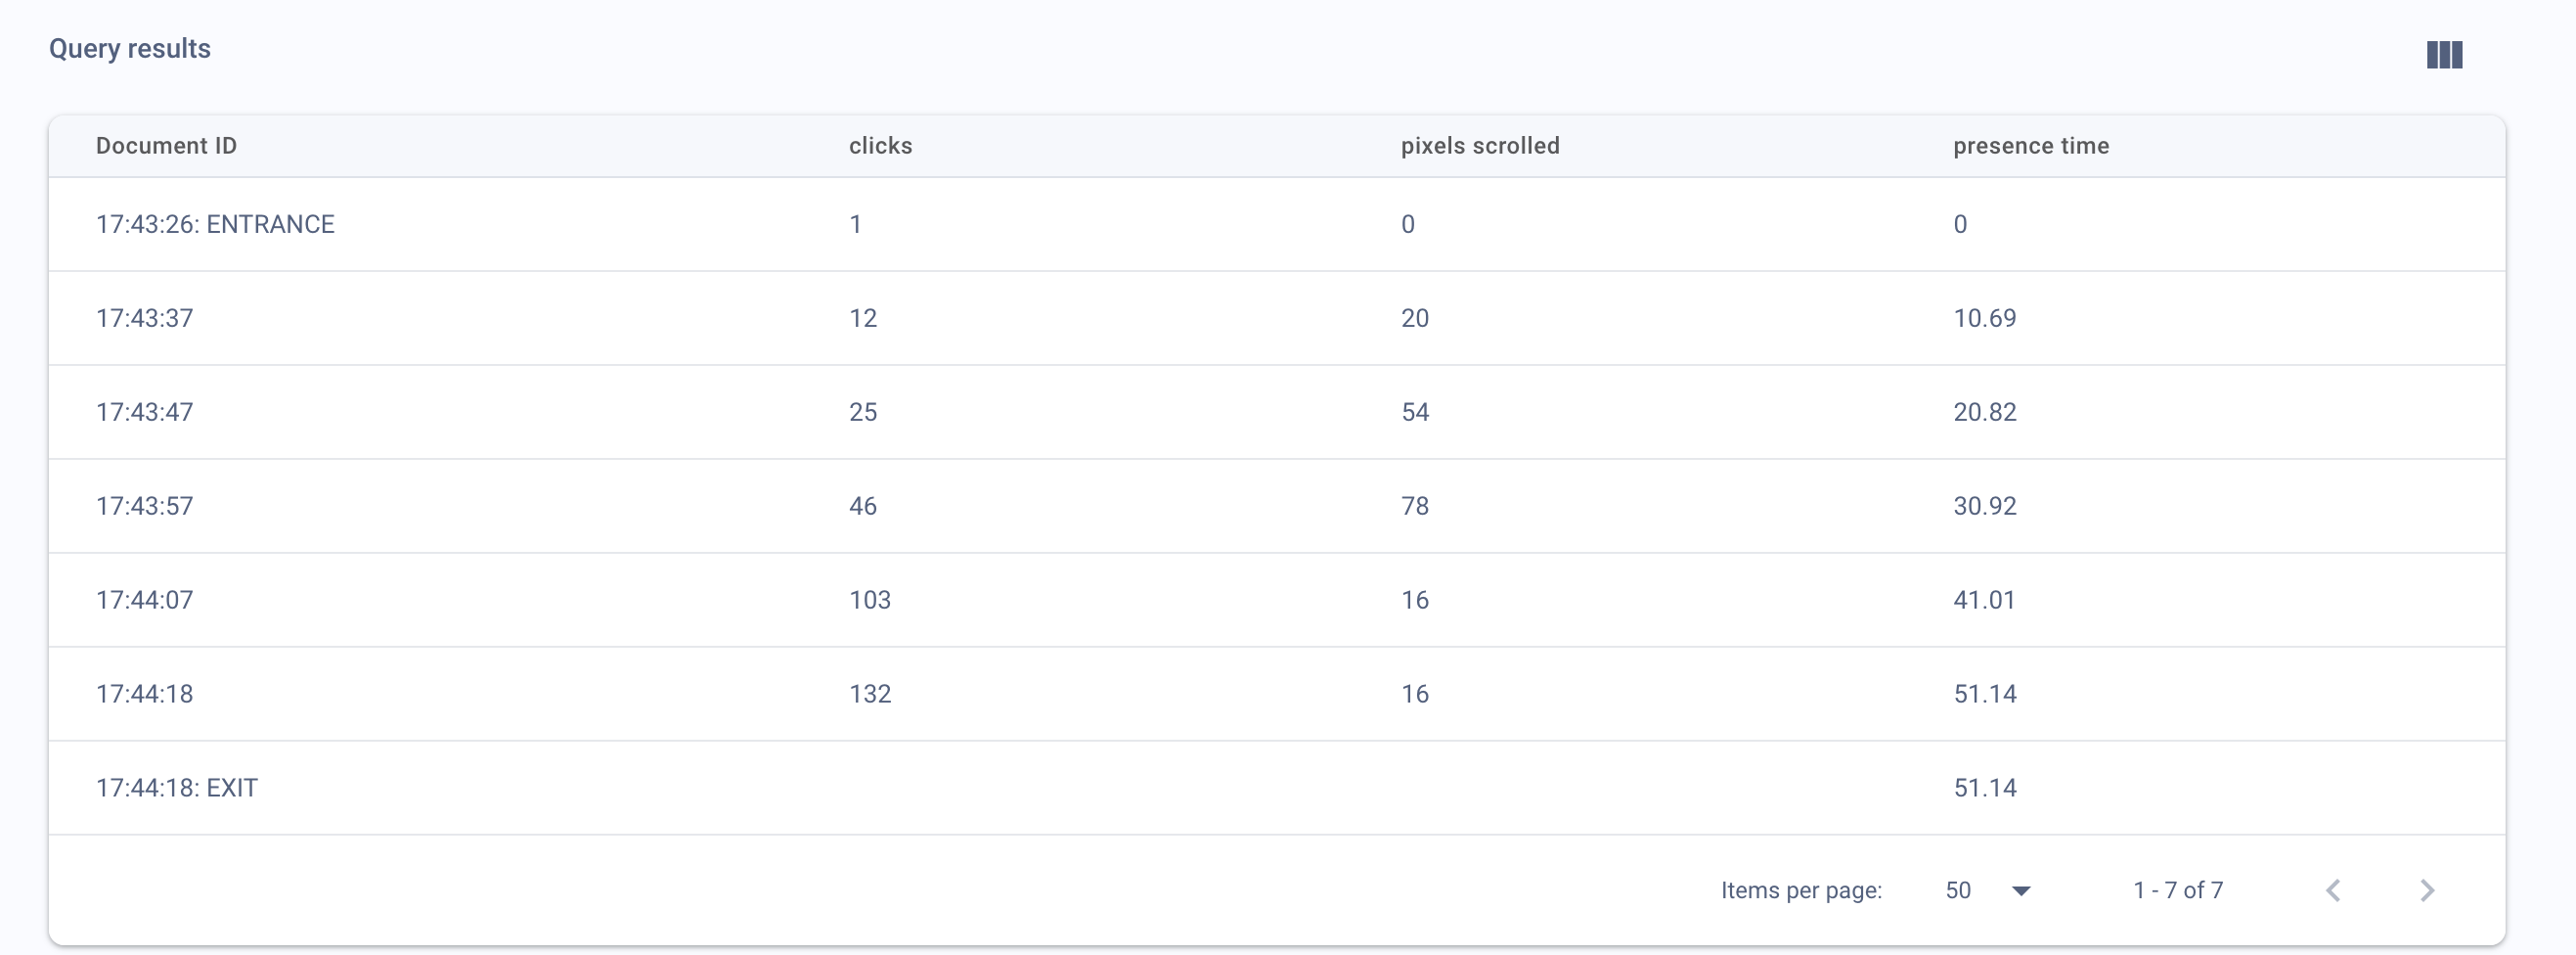 Query results
Document ID clicks pixels scrolled presence time
17:43:26: ENTRANCE 1 0 0
17:43:37 12 20 10.69
17:43:47 25 54 20.82
17:43:57 46 78 30.92
17:44:07 103 16 41.01
17:44:18 132 16 51.14
17:44:18: EXIT 51.14
Items per page: 50 1 - 7 of 7